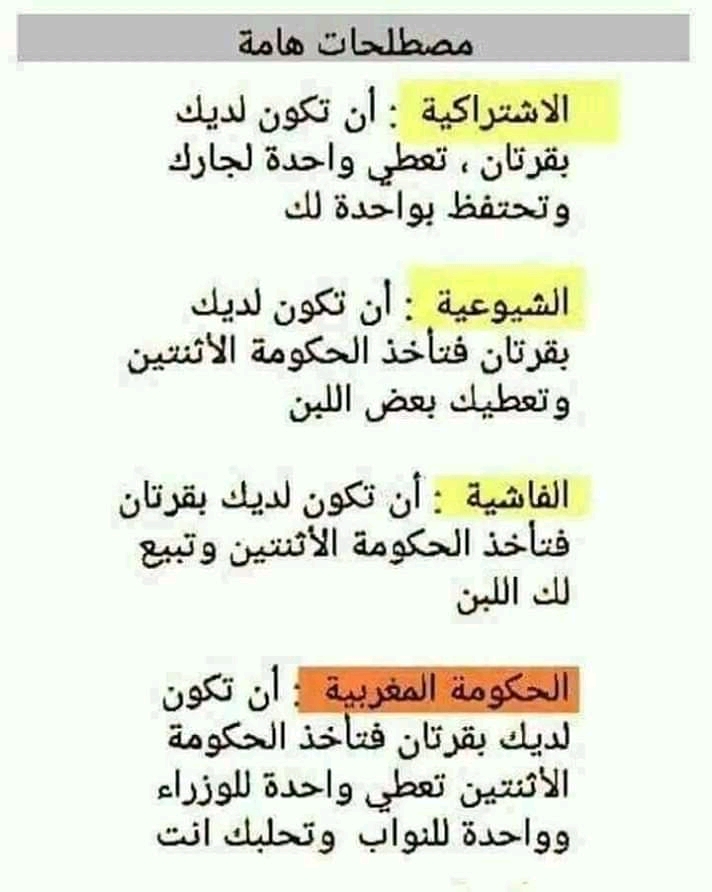 مصطلحات هامة
الاشتراكية : أن تكون لديك
بقرتان ، تعطي واحدة لجارك
وتحتفظ بواحدة لك
الشيوعية : أن تكون لديك
بقرتان فتأخذ الحكومة الأثنتين
وتعطيك بعض اللبن
الفاشية : أن تكون لديك بقرتان
فتأخذ الحكومة الأثنتين وتبيع
لك اللبن
الحكومة المغربية : أن تكون
لديك بقرتان فتأخذ الحكومة
الأثنتين تعطي واحدة للوزراء
وواحدة للنواب وتحلبك انت